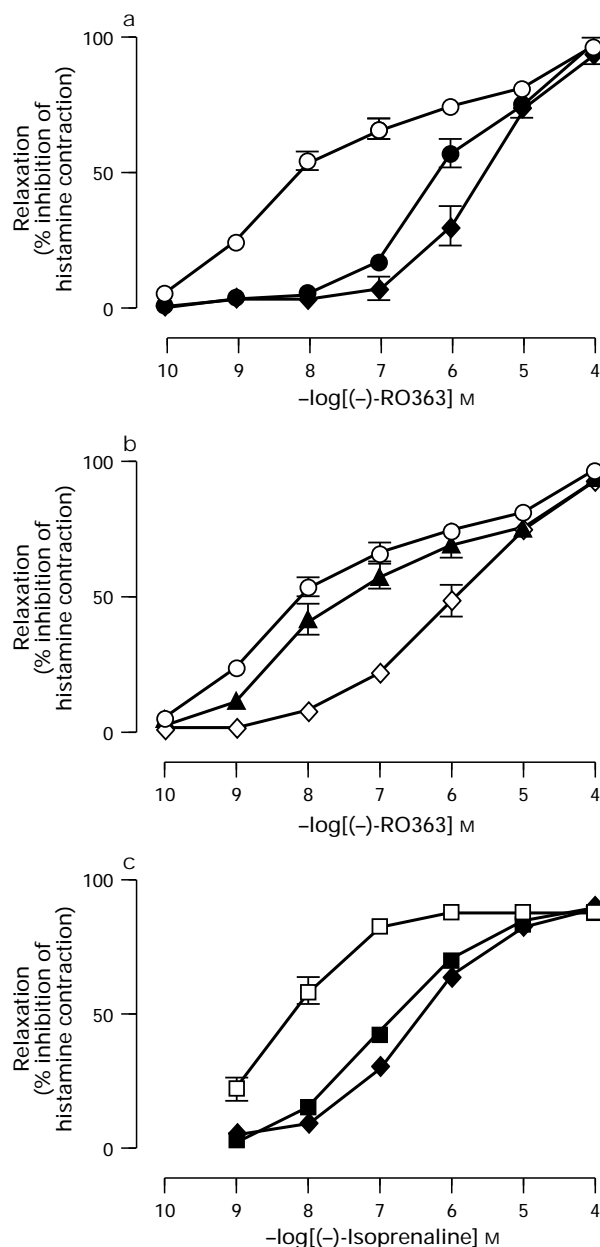 a
100
50
0
Relaxation
(% inhibition of
histamine contraction)
10 9 8 7 6 5 4
–log[(–)-RO363] M
b
100
50
0
Relaxation
(% inhibition of
histamine contraction)
10 9 8 7 6 5 4
–log[(–)-RO363] M
c
100
50
0
Relaxation
(% inhibition of
histamine contraction)
10 9 8 7 6 5 4
–log[(–)-Isoprenaline] M